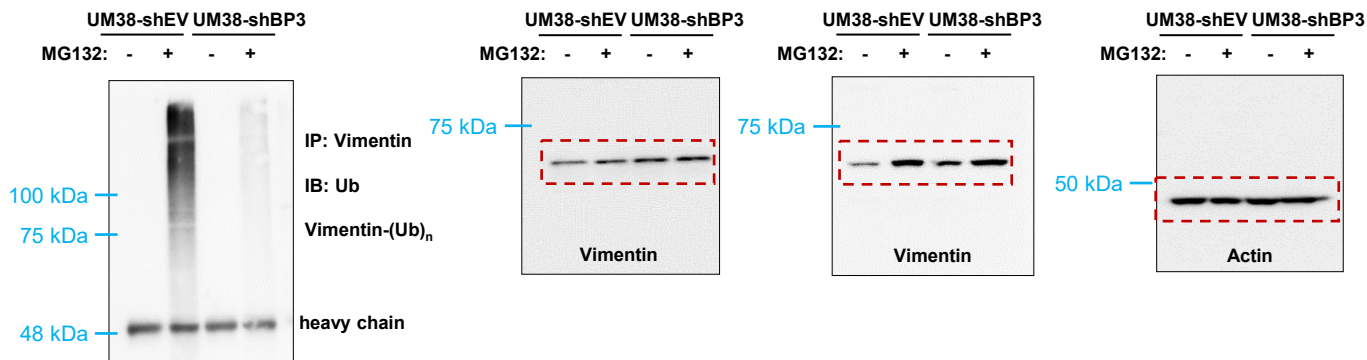 UM38-shEV UM38-shBP3
MG132: - + - +
IP: Vimentin
IB: Ub
Vimentin-(Ub)n
100 kDa
75 kDa
48 kDa
heavy chain
UM38-shEV UM38-shBP3
MG132: - + - +
75 kDa
Vimentin
UM38-shEV UM38-shBP3
MG132: - + - +
75 kDa
Vimentin
UM38-shEV UM38-shBP3
MG132: - + - +
50 kDa
Actin